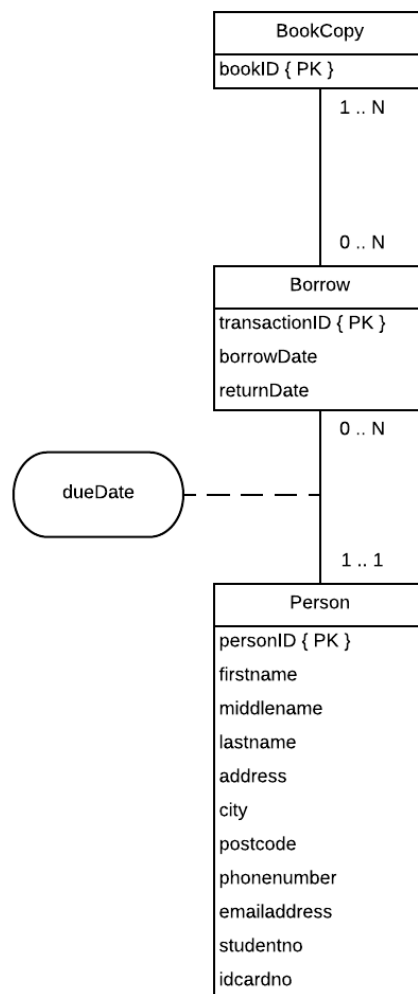 BookCopy
bookID { PK }
1 .. N
0 .. N
Borrow
transactionID { PK }
borrowDate
returnDate
0 .. N
dueDate
1 .. 1
Person
personID { PK }
firstname
middlename
lastname
address
city
postcode
phonenumber
emailaddress
studentno
idcardno